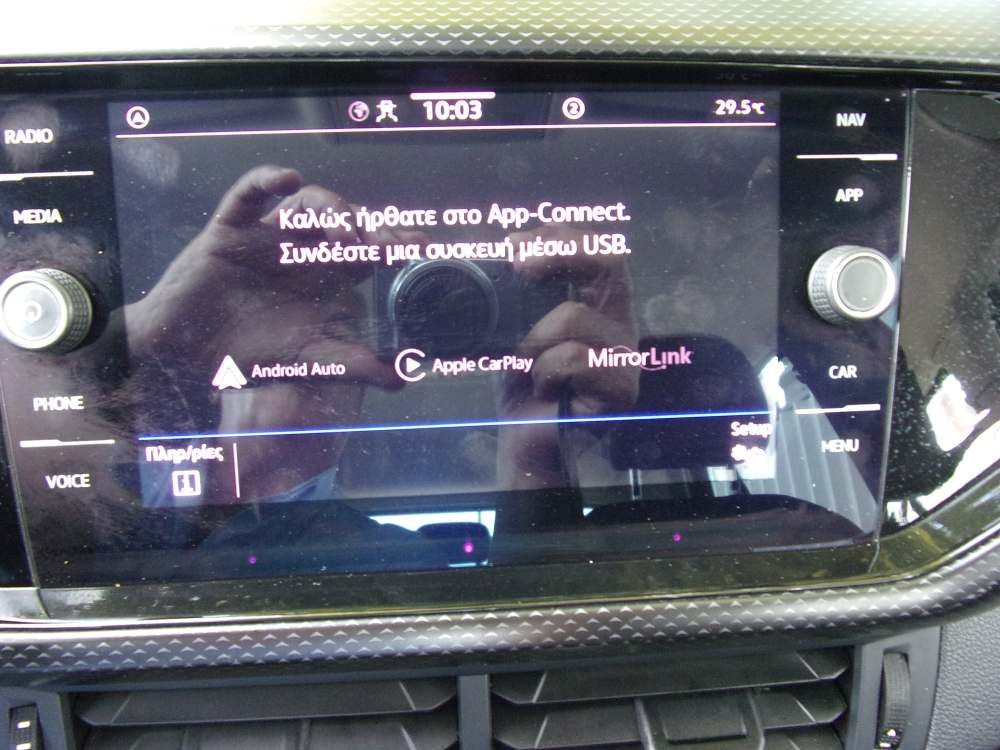 RADIO
MEDIA
PHONE
VOICE
10:03
2
29.5°C
Καλώς ήρθατε στο App-Connect.
Συνδέστε μια συσκευή μέσω USB.
Android Auto
Apple CarPlay
MirrorLink
Πληρ/ρίες
Setup
NAV
APP
CAR
MENU